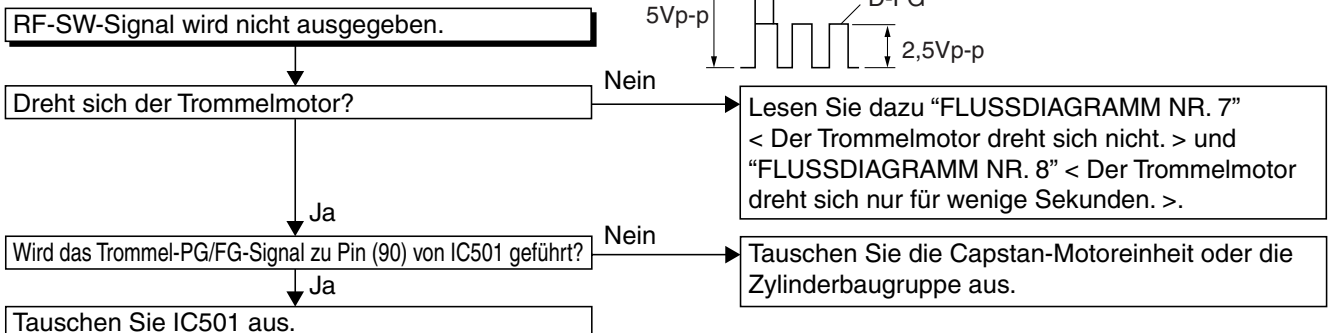 5Vp-p
2,5Vp-p
RF-SW-Signal wird nicht ausgegeben.
Dreht sich der Trommelmotor?
Nein
Lesen Sie dazu “FLUSSDIAGRAMM NR. 7”
< Der Trommelmotor dreht sich nicht. > und
“FLUSSDIAGRAMM NR. 8” < Der Trommelmotor
dreht sich nur für wenige Sekunden. >.
Ja
Wird das Trommel-PG/FG-Signal zu Pin (90) von IC501 geführt?
Nein
Tauschen Sie die Capstan-Motoreinheit oder die
Zylinderbaugruppe aus.
Ja
Tauschen Sie IC501 aus.